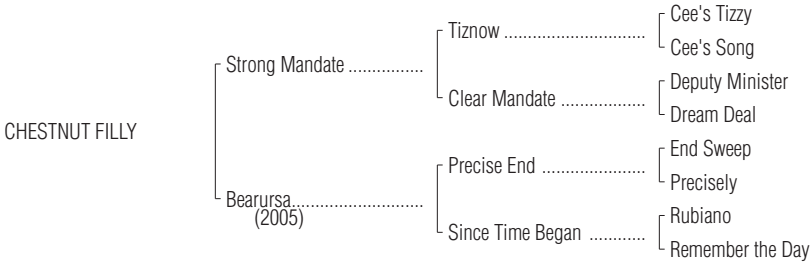 Cee's Tizzy
Tiznow ..............................
Cee's Song
Strong Mandate ................
Deputy Minister
Clear Mandate ..................
Dream Deal
CHESTNUT FILLY
End Sweep
Precise End ......................
Precisely
Bearursa............................
(2005)
Rubiano
Since Time Began ............
Remember the Day